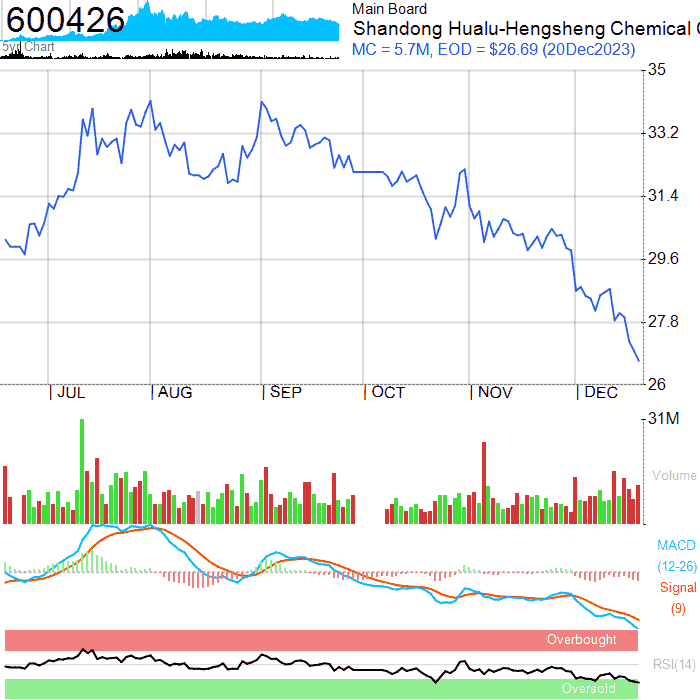 600426
5yr Chart
Main Board
Shandong Hualu-Hengsheng Chemical C
MC = 5.7M, EOD = $26.69 (20Dec2023)
35
33.2
31.4
29.6
27.8
26
JUL AUG SEP OCT NOV DEC
31M
Volume
MACD
(12-26)
Signal
(9)
Overbought
RSI(14)
Oversold